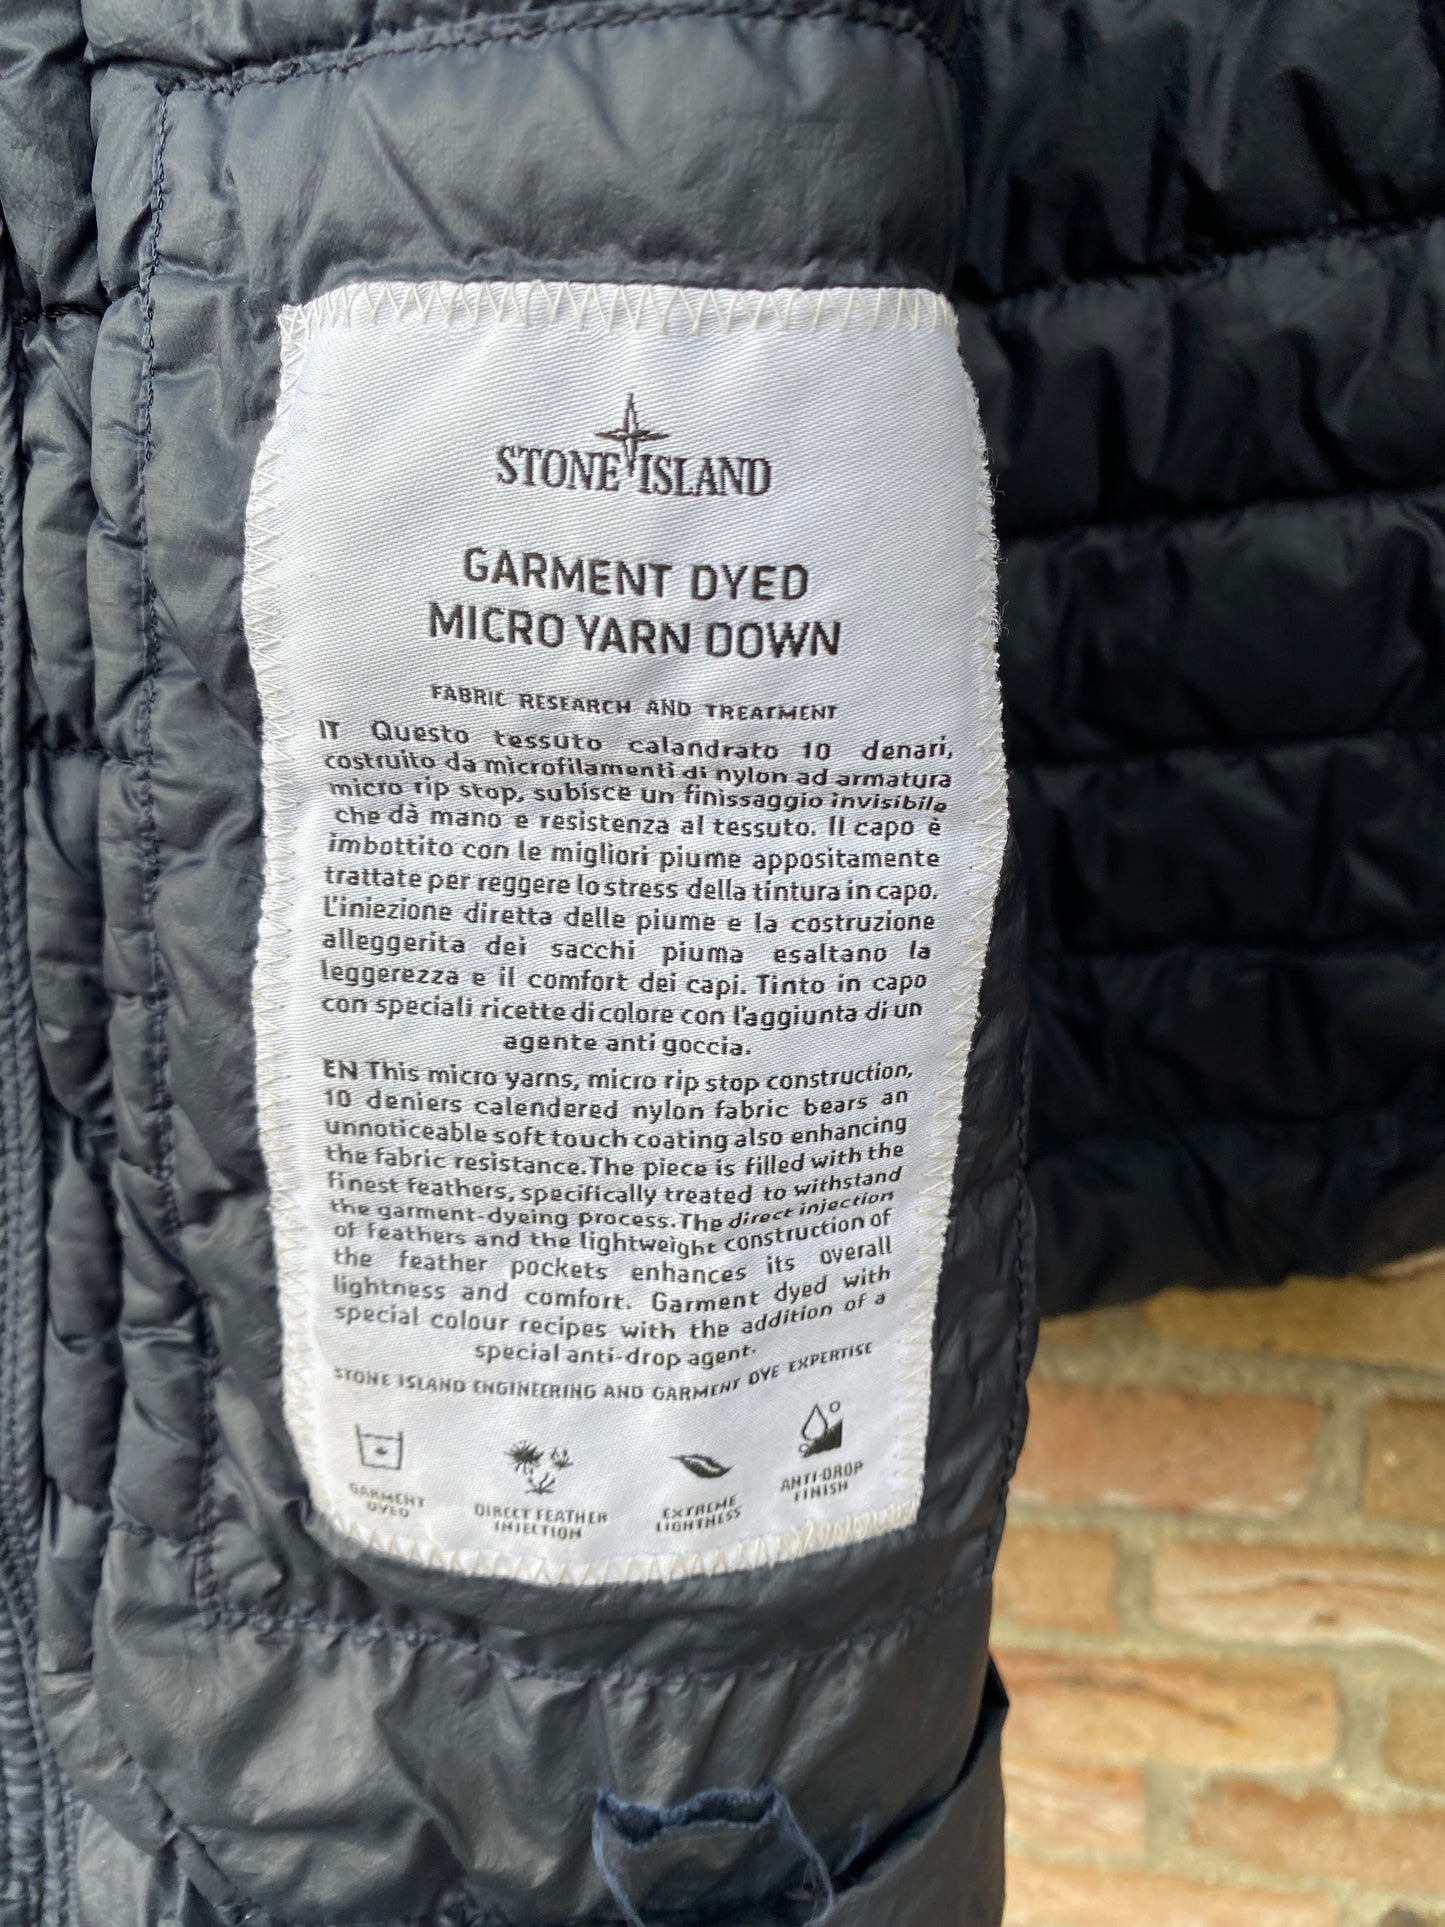 STONE ISLAND
GARMENT DYED
MICRO YARN DOWN
FABRIC RESEARCH AND TREATMENT
IT Questo tessuto calandrato 10 denari,
costruito da microfilamenti di nylon ad armatura
micro rip stop, subisce un finissaggio invisibile
che dà mano e resistenza al tessuto. Il capo è
imbottito con le migliori piume appositamente
trattate per reggere lo stress della tintura in capo.
L'iniezione diretta delle piume e la costruzione
alleggerita dei sacchi piuma esaltano la
leggerezza e il comfort dei capi. Tinto in capo
con speciali ricette di colore con l'aggiunta di un
agente anti goccia.
EN This micro yarns, micro rip stop construction,
10 deniers calendered nylon fabric bears an
unnoticeable soft touch coating also enhancing
the fabric resistance. The piece is filled with the
finest feathers, specifically treated to withstand
the garment-dyeing process. The direct injection
of feathers and the lightweight construction of
the feather pockets enhances its overall
lightness and comfort. Garment dyed with
special colour recipes with the addition of a
special anti-drop agent.
STONE ISLAND ENGINEERING AND GARMENT DYE EXPERTISE
GARMENT
DYED
DIRECT FEATHER
INJECTION
EXTREME
LIGHTNESS
ANTI-DROP
FINISH